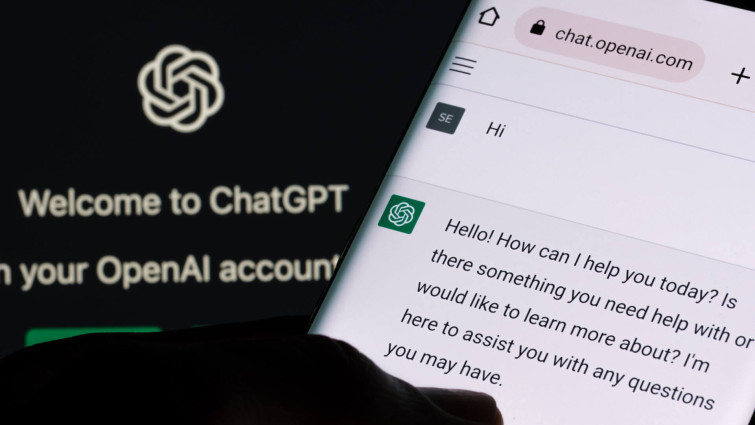 Welcome to ChatGPT
your OpenAI account
chat.openai.com
SE
Hi
Hello! How can I help you today? Is
there something you need help with or
would like to learn more about? I'm
here to assist you with any questions
you may have.